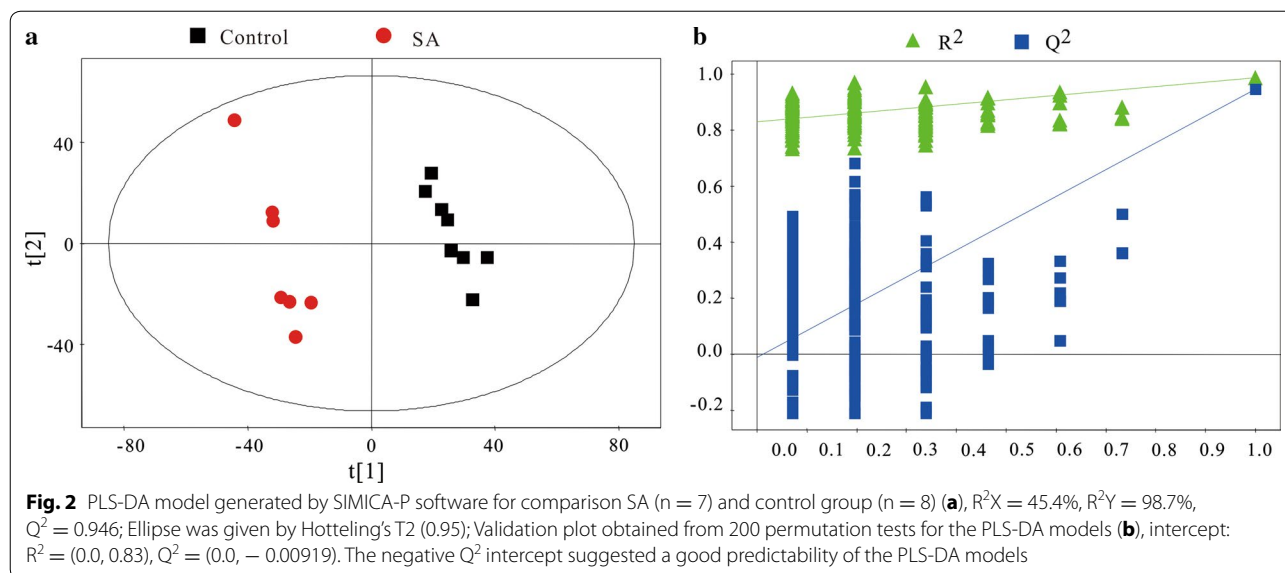 a
Control
SA
40
0
-40
t[2]
-80
-40
0
40
80
t[1]
b
R²
Q²
1.0
0.8
0.6
0.4
0.2
0.0
-0.2
0.0
0.1
0.2
0.3
0.4
0.5
0.6
0.7
0.8
1.0
Fig. 2 PLS-DA model generated by SIMICA-P software for comparison SA (n = 7) and control group (n = 8) (a), R²X = 45.4%, R²Y = 98.7%,
Q² = 0.946; Ellipse was given by Hotteling's T2 (0.95); Validation plot obtained from 200 permutation tests for the PLS-DA models (b), intercept:
R² = (0.0, 0.83), Q² = (0.0, − 0.00919). The negative Q² intercept suggested a good predictability of the PLS-DA models